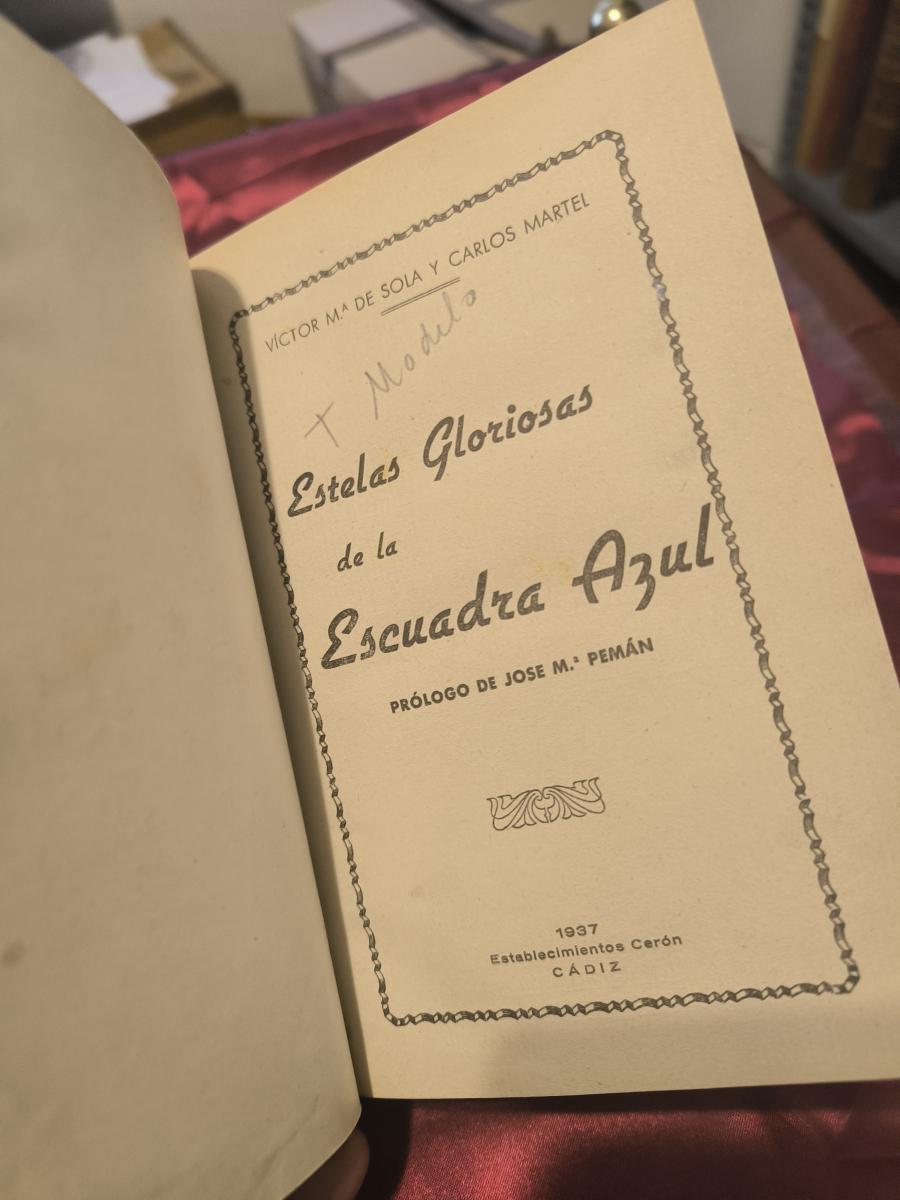 VÍCTOR M.ᴬ DE SOLA Y CARLOS MARTEL
+ Modelo
Estelas Gloriosas
de la
Escuadra Azul
PRÓLOGO DE JOSE M.ª PEMÁN
1937
Establecimientos Cerón
CÁDIZ